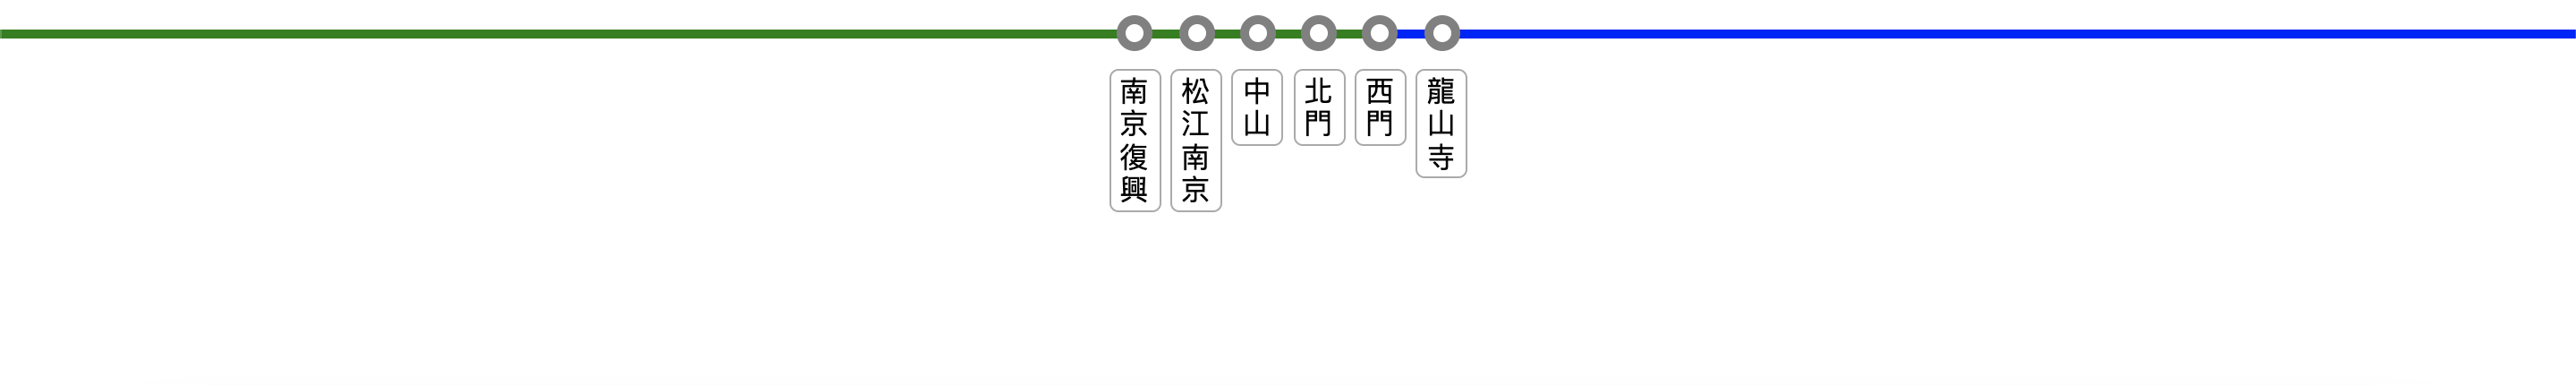 南京復興
松江南京
中山
北門
西門
龍山寺